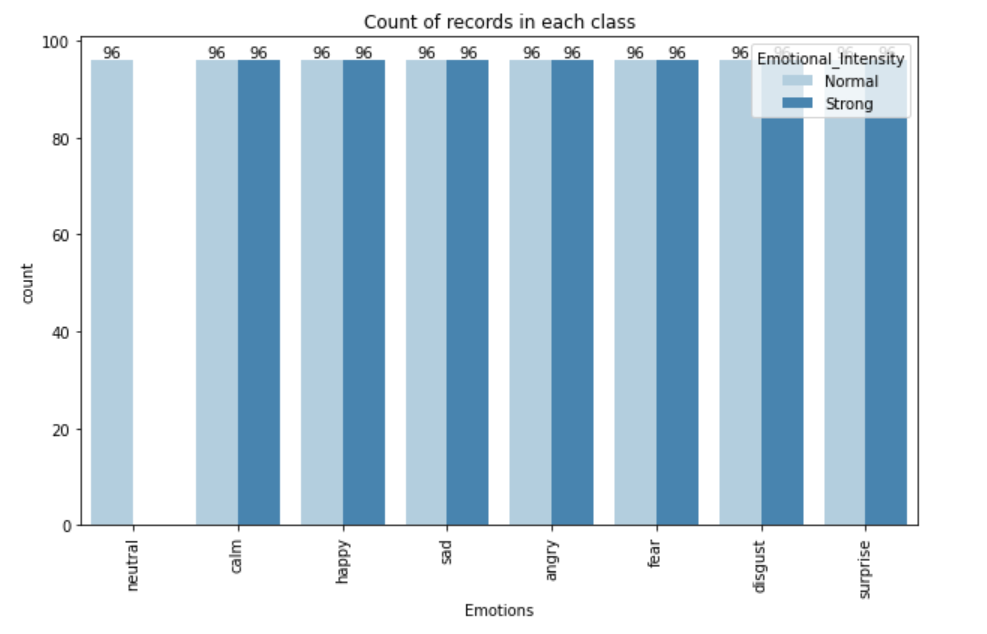 Count of records in each class
100
80
60
40
20
0
count
96 96 96 96 96 96 96 96 96 96 96 96 96 96 96
Emotional_Intensity
Normal
Strong
neutral calm happy sad angry fear disgust surprise
Emotions